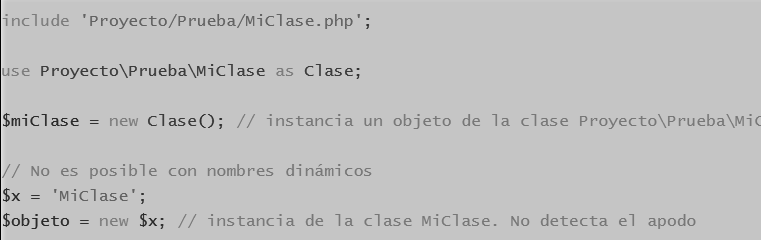 include 'Proyecto/Prueba/MiClase.php';
use Proyecto\Prueba\MiClase as Clase;
$miClase = new Clase(); // instancia un objeto de la clase Proyecto\Prueba\MiC
// No es posible con nombres dinámicos
$x = 'MiClase';
$objeto = new $x; // instancia de la clase MiClase. No detecta el apodo